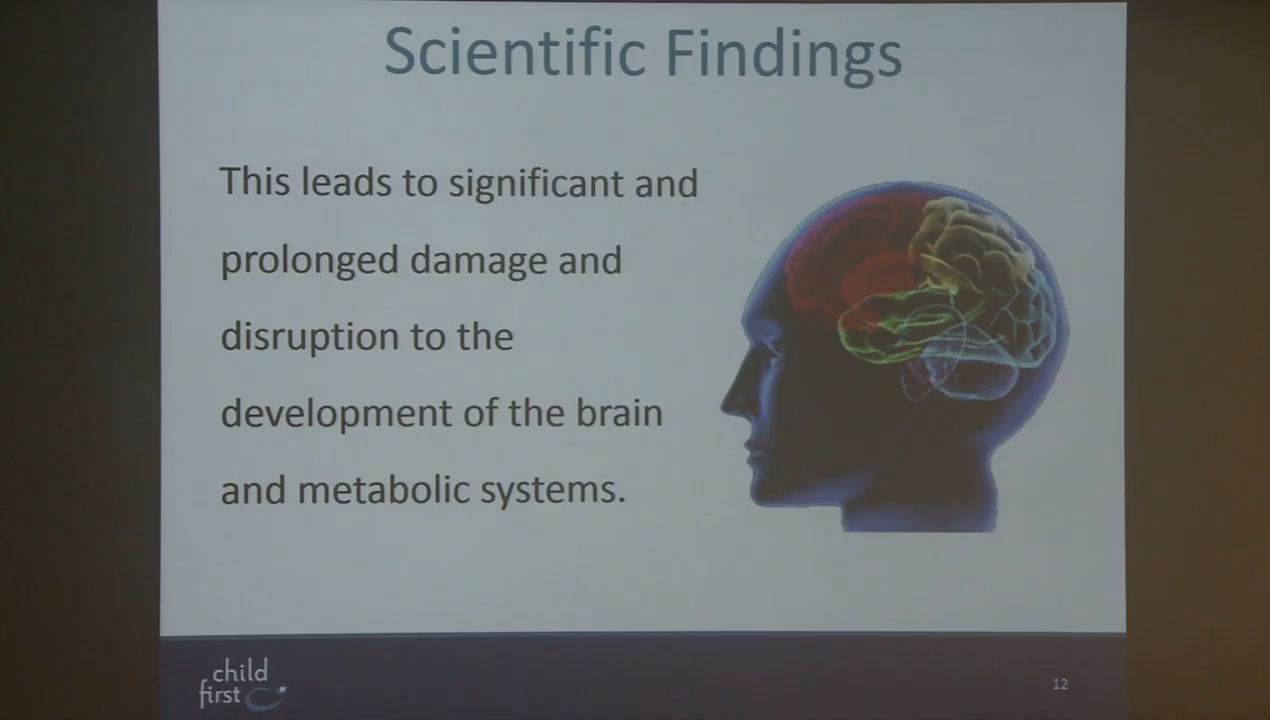 Scientific Findings
This leads to significant and
prolonged damage and
disruption to the
development of the brain
and metabolic systems.
child
first
12